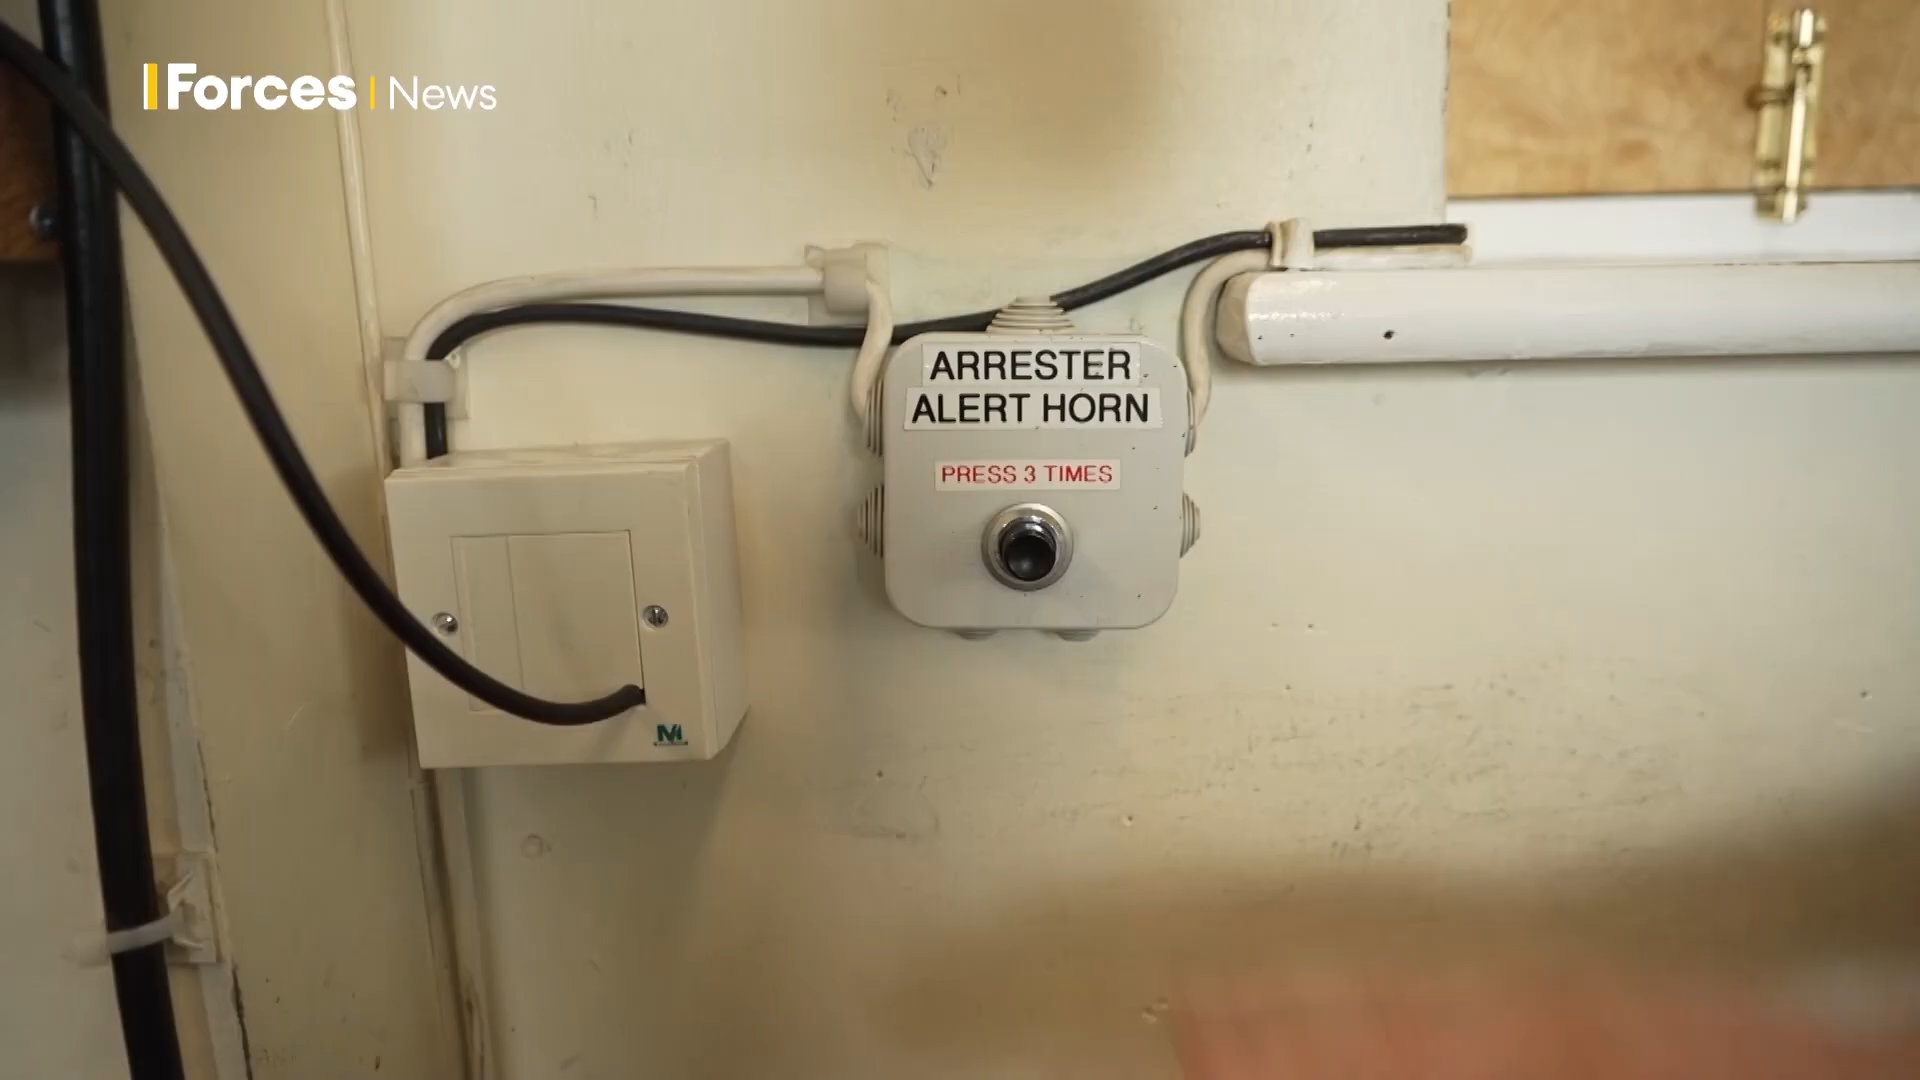 Forces News
ARRESTER
ALERT HORN
PRESS 3 TIMES
M